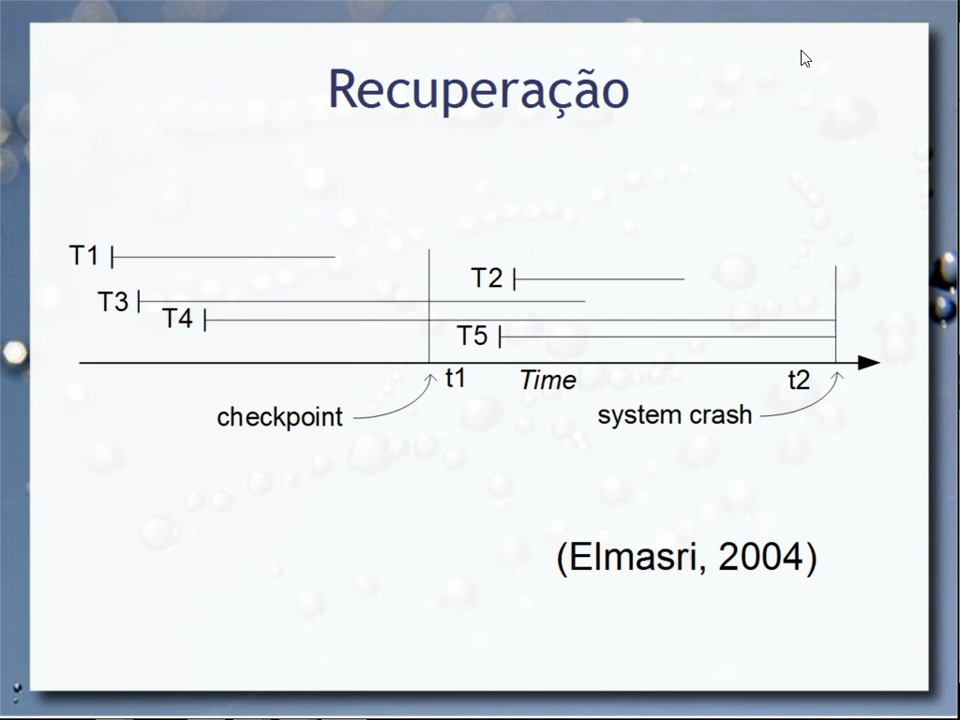 Recuperação
T1
T2
T3
T4
T5
t1
Time
t2
checkpoint
system crash
(Elmasri, 2004)